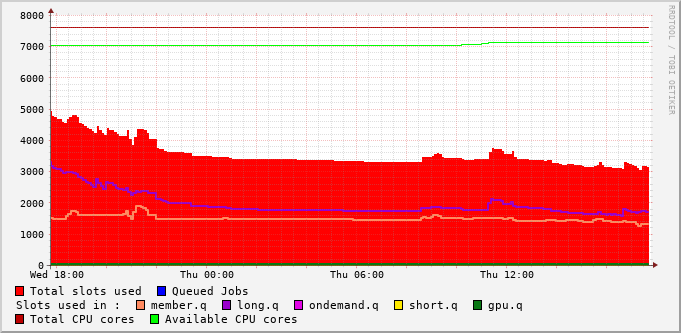 8000
7000
6000
5000
4000
3000
2000
1000
0
Wed 18:00 Thu 00:00 Thu 06:00 Thu 12:00
Total slots used Queued Jobs
Slots used in : member.q long.q ondemand.q short.q gpu.q
Total CPU cores Available CPU cores
RRDTOOL / TOBI OETIKER